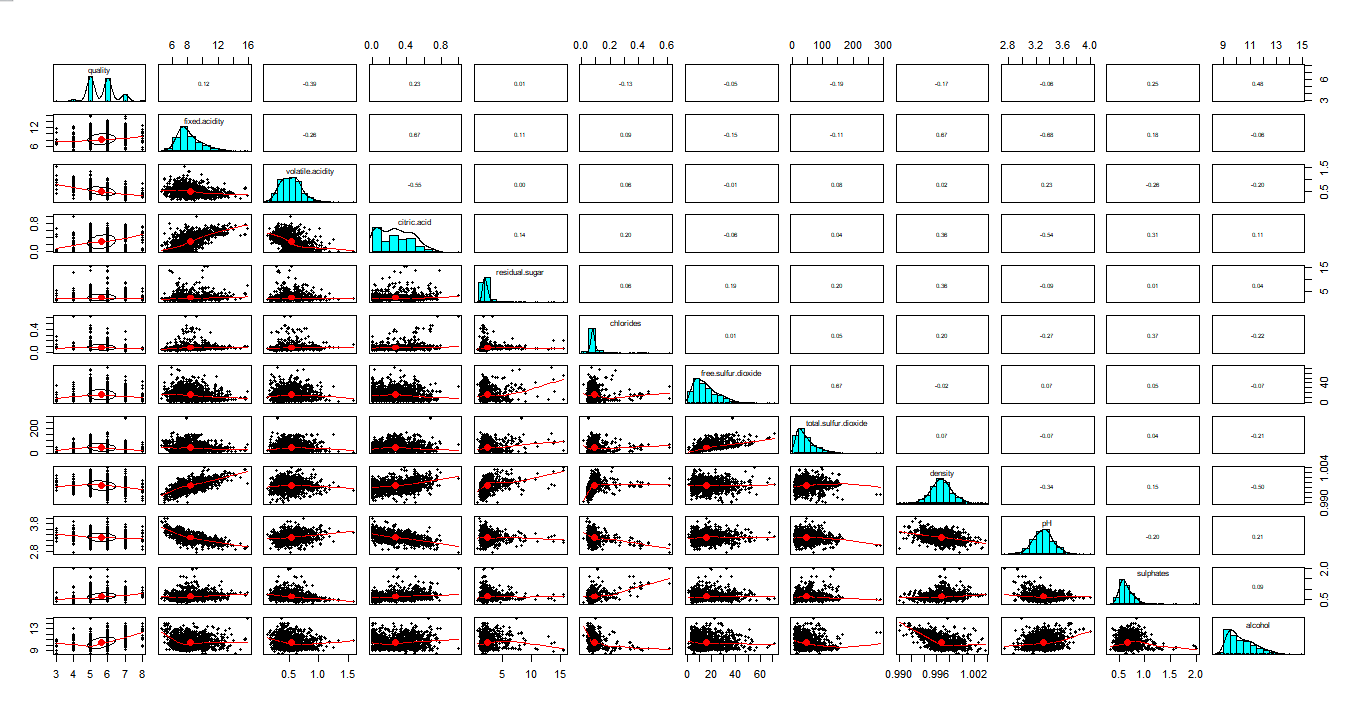 6 8 12 16 0.0 0.4 0.8 0.0 0.2 0.4 0.6 0 50 100 200 300 2.8 3.2 3.6 4.0 9 11 13 15
quality 0.12 -0.39 0.23 0.01 -0.13 -0.05 -0.19 -0.17 -0.06 0.25 0.48 3 6
6 12 fixed.acidity -0.26 0.67 0.11 0.09 -0.15 -0.11 0.67 -0.68 0.18 -0.06
volatile.acidity -0.55 0.00 0.06 -0.01 0.08 0.02 0.23 -0.26 -0.20 0.5 1.5
0.0 0.8 citric.acid 0.14 0.20 -0.06 0.04 0.36 -0.54 0.31 0.11
residual.sugar 0.06 0.19 0.20 0.36 -0.09 0.01 0.04 5 15
0.0 0.4 chlorides 0.01 0.05 0.20 -0.27 0.37 -0.22
free.sulfur.dioxide 0.67 -0.02 0.07 0.05 -0.07 0 40
0 200 total.sulfur.dioxide 0.07 -0.07 0.04 -0.21
density -0.34 0.15 -0.50 0.990 1.004
2.8 3.8 pH -0.20 0.21
sulphates 0.09 0.5 2.0
9 13 alcohol
3 4 5 6 7 8 0.5 1.0 1.5 5 10 15 0 20 40 60 0.990 0.996 1.002 0.5 1.0 1.5 2.0